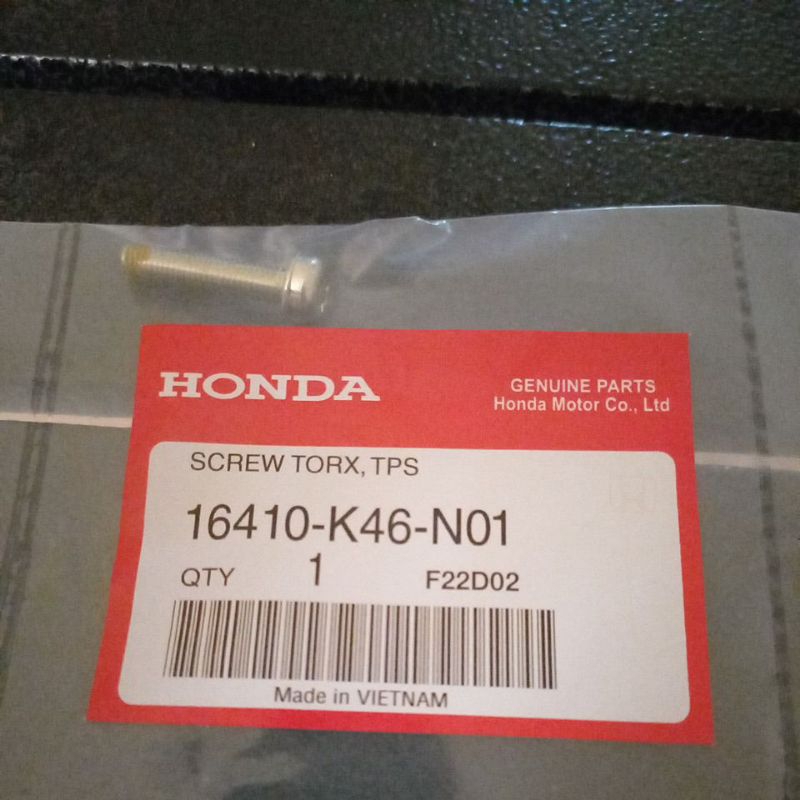 HONDA
GENUINE PARTS
Honda Motor Co., Ltd
SCREW TORX, TPS
16410-K46-N01
QTY 1 F22D02
Made in VIETNAM